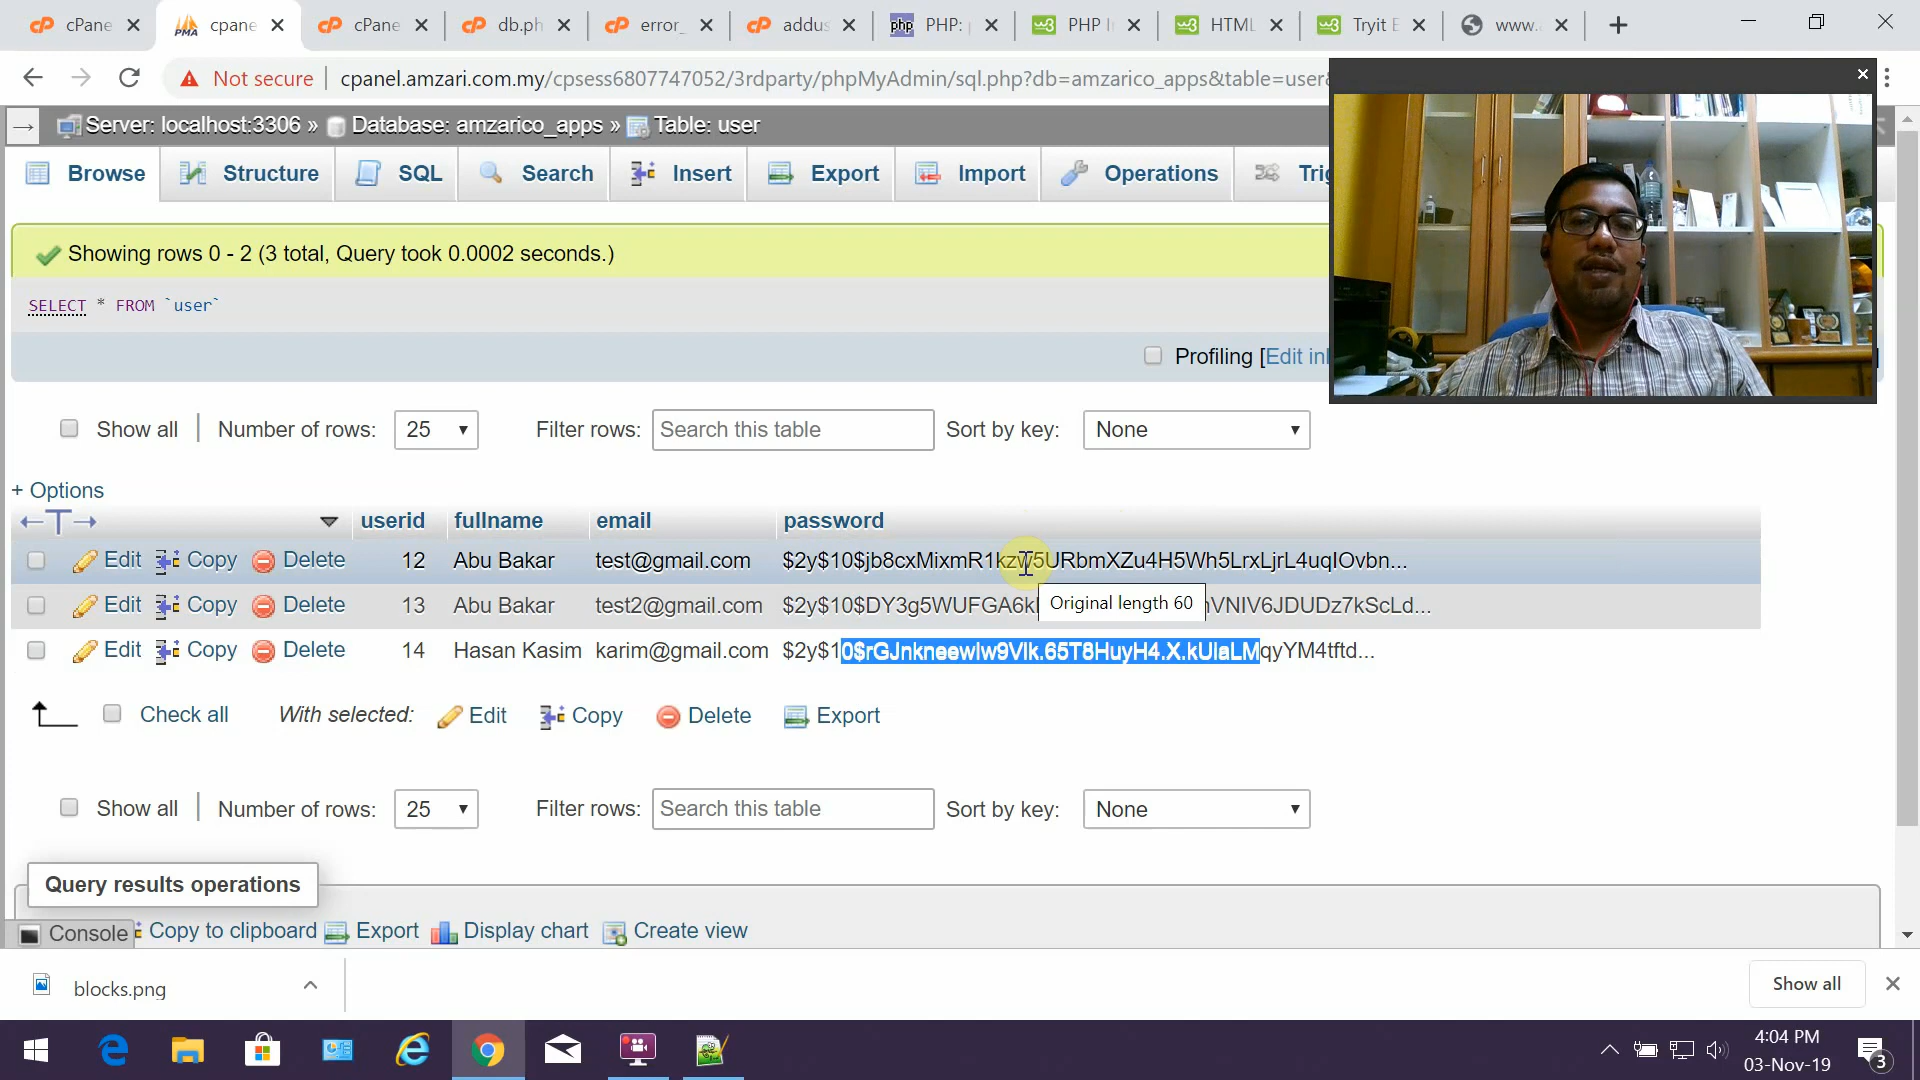 cPane
cpane
cPane
db.ph
error_
addus
php PHP:
PHP I
HTML
Tryit E
www.
Not secure | cpanel.amzari.com.my/cpsess6807747052/3rdparty/phpMyAdmin/sql.php?db=amzarico_apps&table=user
Server: localhost:3306 » Database: amzarico_apps » Table: user
Browse Structure SQL Search Insert Export Import Operations Trig
Showing rows 0 - 2 (3 total, Query took 0.0002 seconds.)
SELECT * FROM `user`
Profiling [Edit inl
Show all | Number of rows: 25 Filter rows: Search this table Sort by key: None
+ Options
←T→ userid fullname email password
Edit Copy Delete 12 Abu Bakar test@gmail.com $2y$10$jb8cxMixmR1kzw5URbmXZu4H5Wh5LrxLjrL4uqIOvbn...
Edit Copy Delete 13 Abu Bakar test2@gmail.com $2y$10$DY3g5WUFGA6k VNIV6JDUDz7kScLd...
Original length 60
Edit Copy Delete 14 Hasan Kasim karim@gmail.com $2y$10$rGJnkneewIw9Vlk.65T8HuyH4.X.kUlaLMqyYM4tftd...
Check all With selected: Edit Copy Delete Export
Show all | Number of rows: 25 Filter rows: Search this table Sort by key: None
Query results operations
Console Copy to clipboard Export Display chart Create view
blocks.png
Show all
4:04 PM
03-Nov-19
3